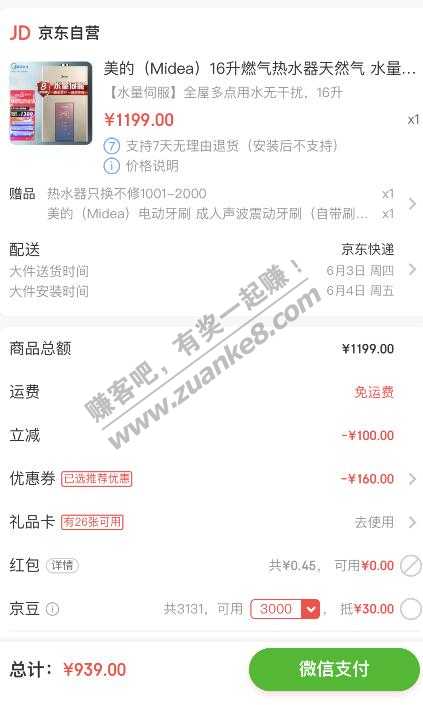 JD 京东自营
美的（Midea）16升燃气热水器天然气 水量...
【水量伺服】全屋多点用水无干扰，16升
¥1199.00 x1
7 支持7天无理由退货（安装后不支持）
价格说明
赠品 热水器只换不修1001-2000 x1
美的（Midea）电动牙刷 成人声波震动牙刷（自带刷... x1
配送 京东快递
大件送货时间 6月3日 周四
大件安装时间 6月4日 周五
商品总额 ¥1199.00
运费 免运费
立减 -¥100.00
优惠券 已选推荐优惠 -¥160.00
礼品卡 有26张可用 去使用
红包 详情 共¥0.45， 可用¥0.00
京豆 共3131，可用 3000 ，抵¥30.00
总计：¥939.00 微信支付
赚客吧，有奖一起赚！
www.zuanke8.com